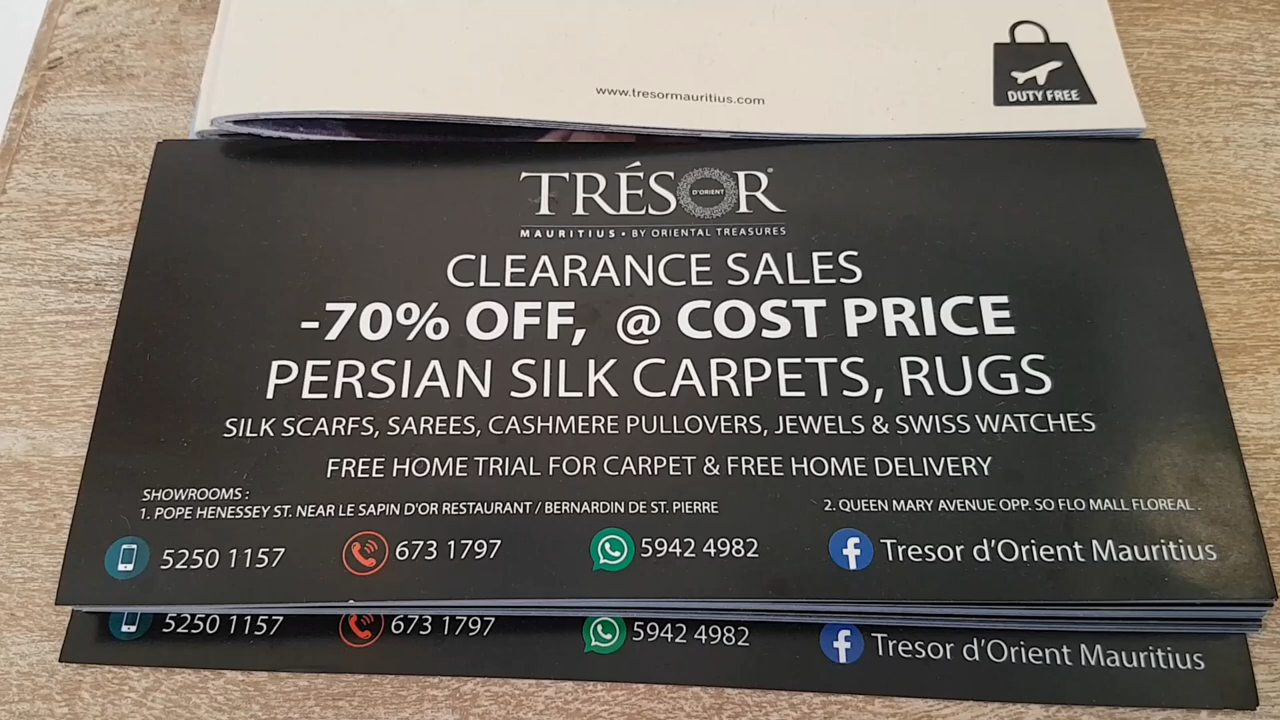 www.tresormauritius.com
DUTY FREE
TRÉSOR
D'ORIENT
MAURITIUS • BY ORIENTAL TREASURES
CLEARANCE SALES
-70% OFF, @ COST PRICE
PERSIAN SILK CARPETS, RUGS
SILK SCARFS, SAREES, CASHMERE PULLOVERS, JEWELS & SWISS WATCHES
FREE HOME TRIAL FOR CARPET & FREE HOME DELIVERY
SHOWROOMS :
1. POPE HENESSEY ST. NEAR LE SAPIN D'OR RESTAURANT / BERNARDIN DE ST. PIERRE
2. QUEEN MARY AVENUE OPP. SO FLO MALL FLOREAL .
5250 1157 673 1797 5942 4982 Tresor d'Orient Mauritius
5250 1157 673 1797 5942 4982 Tresor d'Orient Mauritius